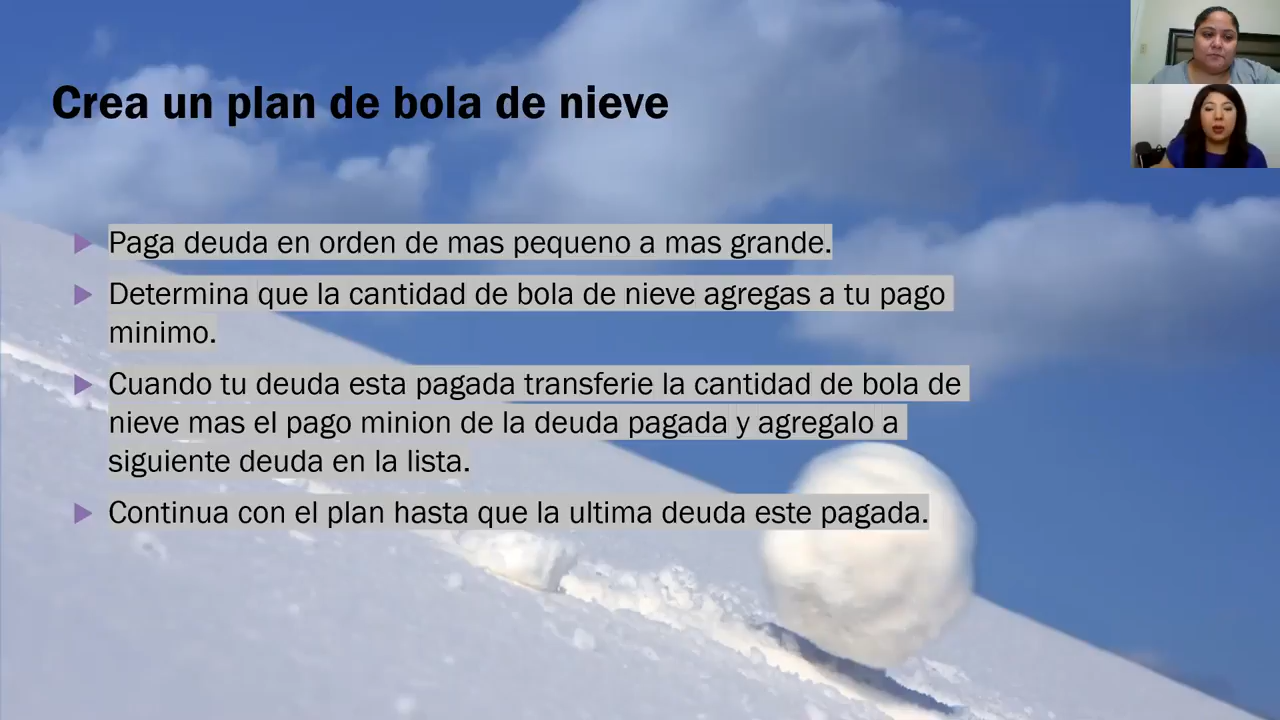 Crea un plan de bola de nieve
Paga deuda en orden de mas pequeno a mas grande.
Determina que la cantidad de bola de nieve agregas a tu pago
minimo.
Cuando tu deuda esta pagada transferie la cantidad de bola de
nieve mas el pago minion de la deuda pagada y agregalo a
siguiente deuda en la lista.
Continua con el plan hasta que la ultima deuda este pagada.